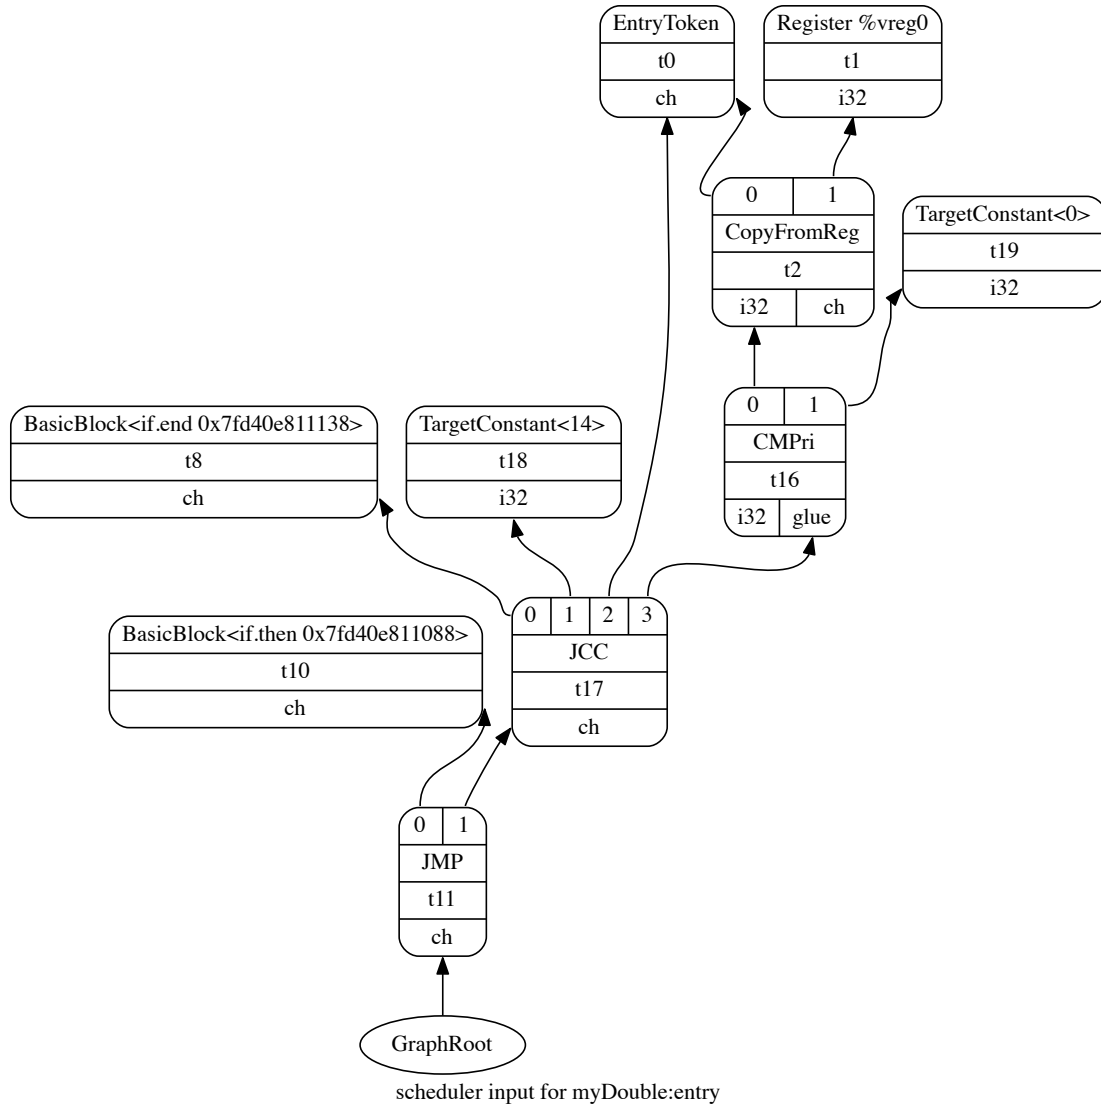 EntryToken
t0
ch
Register %vreg0
t1
i32
0 1
CopyFromReg
t2
i32 ch
TargetConstant<0>
t19
i32
0 1
CMPri
t16
i32 glue
BasicBlock<if.end 0x7fd40e811138>
t8
ch
TargetConstant<14>
t18
i32
0 1 2 3
JCC
t17
ch
BasicBlock<if.then 0x7fd40e811088>
t10
ch
0 1
JMP
t11
ch
GraphRoot
scheduler input for myDouble:entry